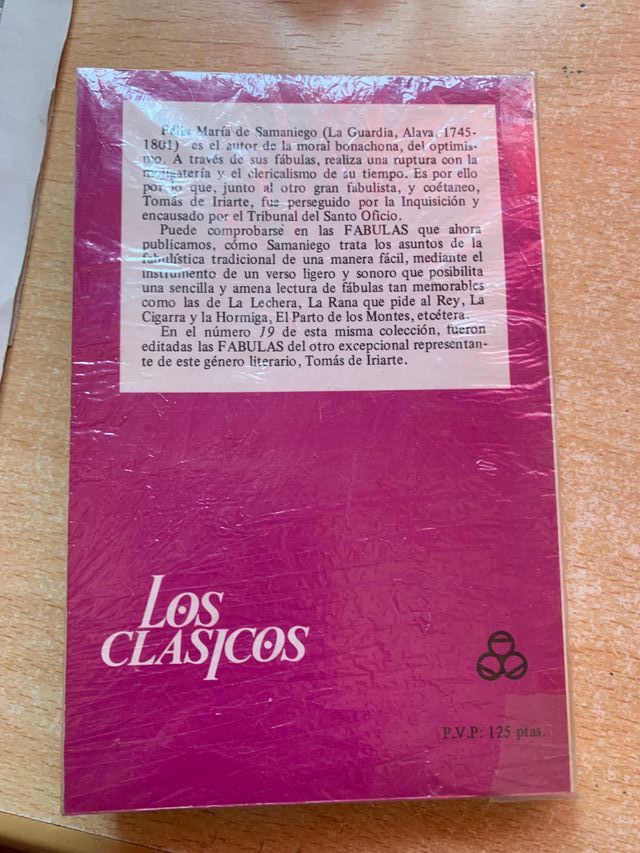 Félix María de Samaniego (La Guardia, Alava, 1745-
1801) es el autor de la moral bonachona, del optimis-
mo. A través de sus fábulas, realiza una ruptura con la
mojigatería y el clericalismo de su tiempo. Es por ello
por lo que, junto al otro gran fabulista, y coétaneo,
Tomás de Iriarte, fue perseguido por la Inquisición y
encausado por el Tribunal del Santo Oficio.
Puede comprobarse en las FABULAS que ahora
publicamos, cómo Samaniego trata los asuntos de la
fabulística tradicional de una manera fácil, mediante el
instrumento de un verso ligero y sonoro que posibilita
una sencilla y amena lectura de fábulas tan memorables
como las de La Lechera, La Rana que pide al Rey, La
Cigarra y la Hormiga, El Parto de los Montes, etcétera.
En el número 19 de esta misma colección, fueron
editadas las FABULAS del otro excepcional representan-
te de este género literario, Tomás de Iriarte.
LOS
CLASICOS
P.V.P: 125 ptas.